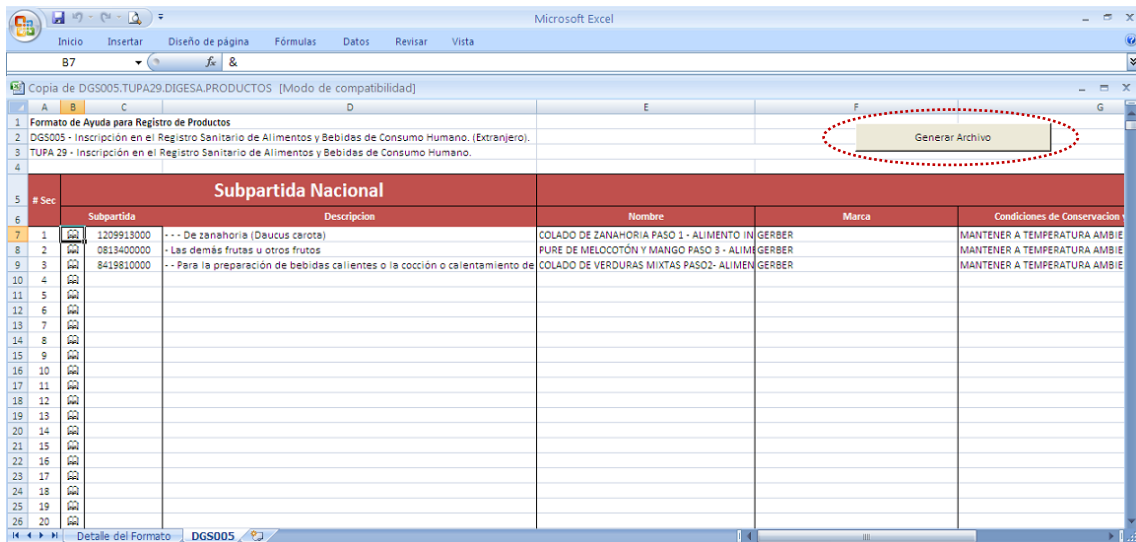 Microsoft Excel
Inicio Insertar Diseño de página Fórmulas Datos Revisar Vista
B7 fx &
Copia de DGS005.TUPA29.DIGESA.PRODUCTOS [Modo de compatibilidad]
A B C D E F G
1 Formato de Ayuda para Registro de Productos
2 DGS005 - Inscripción en el Registro Sanitario de Alimentos y Bebidas de Consumo Humano. (Extranjero). Generar Archivo
3 TUPA 29 - Inscripción en el Registro Sanitario de Alimentos y Bebidas de Consumo Humano.
4
5 # Sec Subpartida Nacional
6 Subpartida Descripcion Nombre Marca Condiciones de Conservacion
7 1 1209913000 - - - De zanahoria (Daucus carota) COLADO DE ZANAHORIA PASO 1 - ALIMENTO IN GERBER MANTENER A TEMPERATURA AMBIE
8 2 0813400000 - Las demás frutas u otros frutos PURE DE MELOCOTÓN Y MANGO PASO 3 - ALIME GERBER MANTENER A TEMPERATURA AMBIE
9 3 8419810000 - - Para la preparación de bebidas calientes o la cocción o calentamiento de COLADO DE VERDURAS MIXTAS PASO2- ALIMEN GERBER MANTENER A TEMPERATURA AMBIE
10 4
11 5
12 6
13 7
14 8
15 9
16 10
17 11
18 12
19 13
20 14
21 15
22 16
23 17
24 18
25 19
26 20
Detalle del Formato DGS005